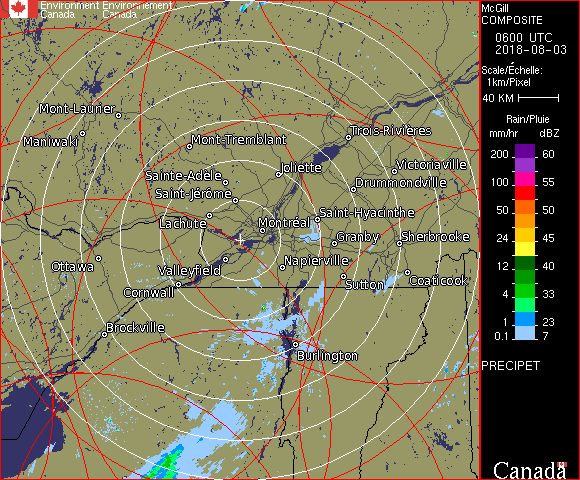 Environment Environnement
Canada Canada
McGill
COMPOSITE
0600 UTC
2018-08-03
Scale/Échelle:
1km/Pixel
40 KM
Rain/Pluie
mm/hr dBZ
200 60
155
100 55
50 50
24 45
12 40
4 33
1 23
0.1 7
PRECIPET
Canada
Mont-Laurier
Maniwaki
Mont-Tremblant
Trois-Rivières
Sainte-Adèle
Joliette
Victoriaville
Saint-Jérôme
Drummondville
Lachute
Montréal
Saint-Hyacinthe
Granby
Sherbrooke
Ottawa
Valleyfield
Napierville
Cornwall
Sutton
Coaticook
Brockville
Burlington